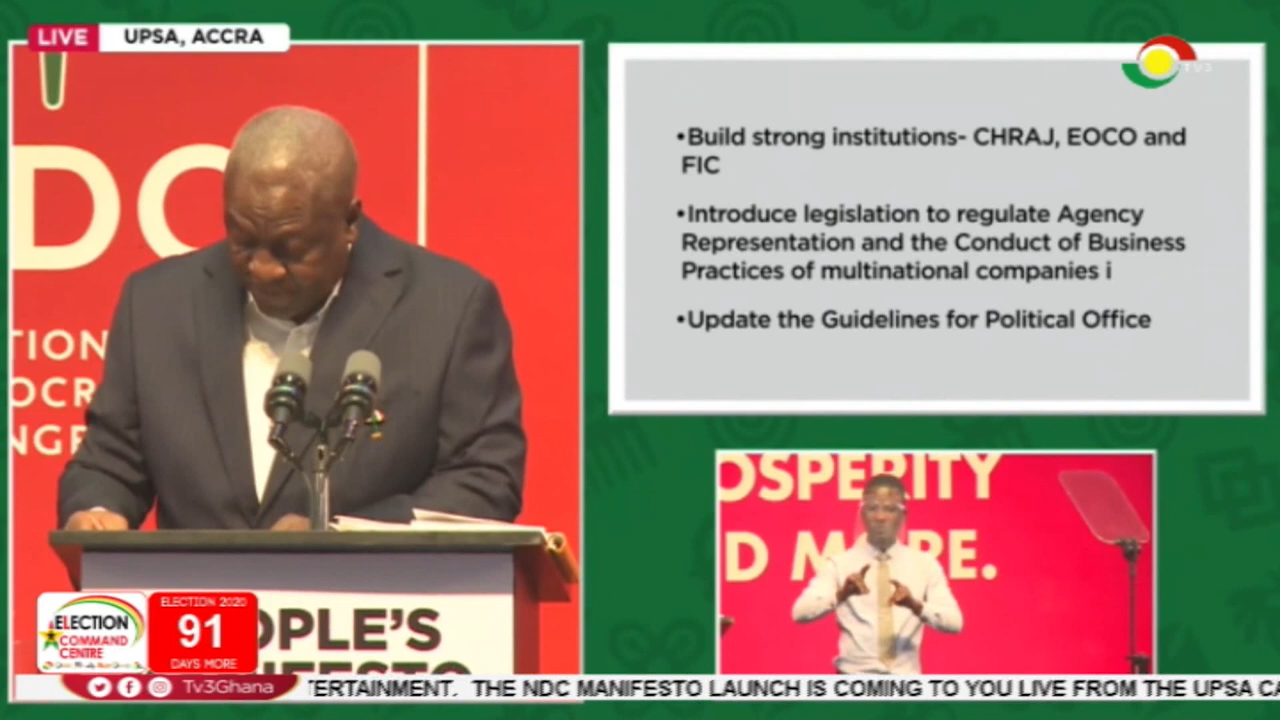 LIVE
UPSA, ACCRA
DC
TION
OCR
NGE
•Build strong institutions- CHRAJ, EOCO and
FIC
•Introduce legislation to regulate Agency
Representation and the Conduct of Business
Practices of multinational companies i
•Update the Guidelines for Political Office
OSPERITY
D MORE.
OPLE'S
ELECTION
COMMAND
CENTRE
ELECTION 2020
91
DAYS MORE
Tv3Ghana
TERTAINMENT. THE NDC MANIFESTO LAUNCH IS COMING TO YOU LIVE FROM THE UPSA CA